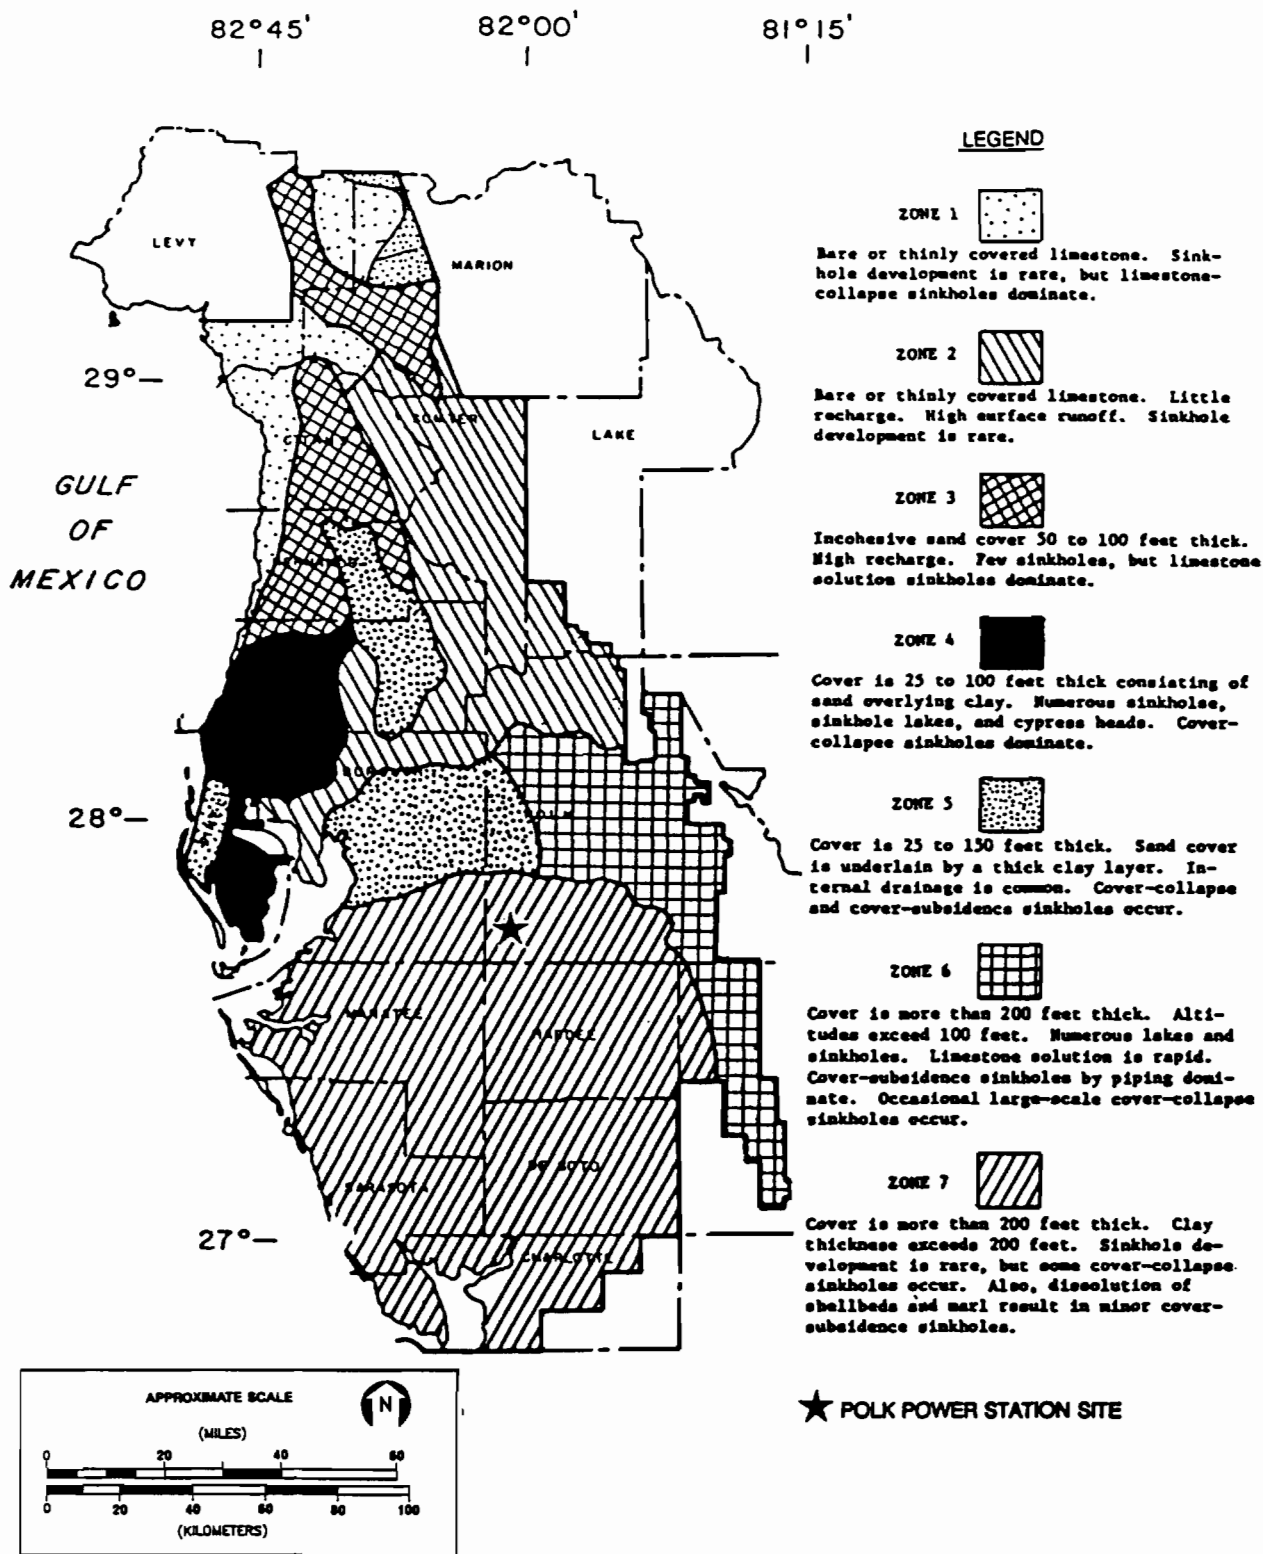 82°45'
82°00'
81°15'
LEGEND
ZONE 1
Bare or thinly covered limestone. Sink-
hole development is rare, but limestone-
collapse sinkholes dominate.
ZONE 2
Bare or thinly covered limestone. Little
recharge. High surface runoff. Sinkhole
development is rare.
ZONE 3
Incohesive sand cover 50 to 100 feet thick.
High recharge. Few sinkholes, but limestone
solution sinkholes dominate.
ZONE 4
Cover is 25 to 100 feet thick consisting of
sand overlying clay. Numerous sinkholse,
sinkhole lakes, and cypress heads. Cover-
collapse sinkholes dominate.
ZONE 5
Cover is 25 to 150 feet thick. Sand cover
is underlain by a thick clay layer. In-
ternal drainage is common. Cover-collapse
and cover-subsidence sinkholes occur.
ZONE 6
Cover is more than 200 feet thick. Alti-
tudes exceed 100 feet. Numerous lakes and
sinkholes. Limestone solution is rapid.
Cover-subsidence sinkholes by piping domi-
nate. Occasional large-scale cover-collapse
sinkholes occur.
ZONE 7
Cover is more than 200 feet thick. Clay
thickness exceeds 200 feet. Sinkhole de-
velopment is rare, but some cover-collapse
sinkholes occur. Also, dissolution of
shellbeds and marl result in minor cover-
subsidence sinkholes.
POLK POWER STATION SITE
LEVY
MARION
29°
SUMTER
LAKE
GULF
OF
MEXICO
28°
MANATEE
HARDEE
DE SOTO
SARASOTA
27°
CHARLOTTE
APPROXIMATE SCALE
N
(MILES)
0 20 40 60
0 20 40 60 80 100
(KILOMETERS)